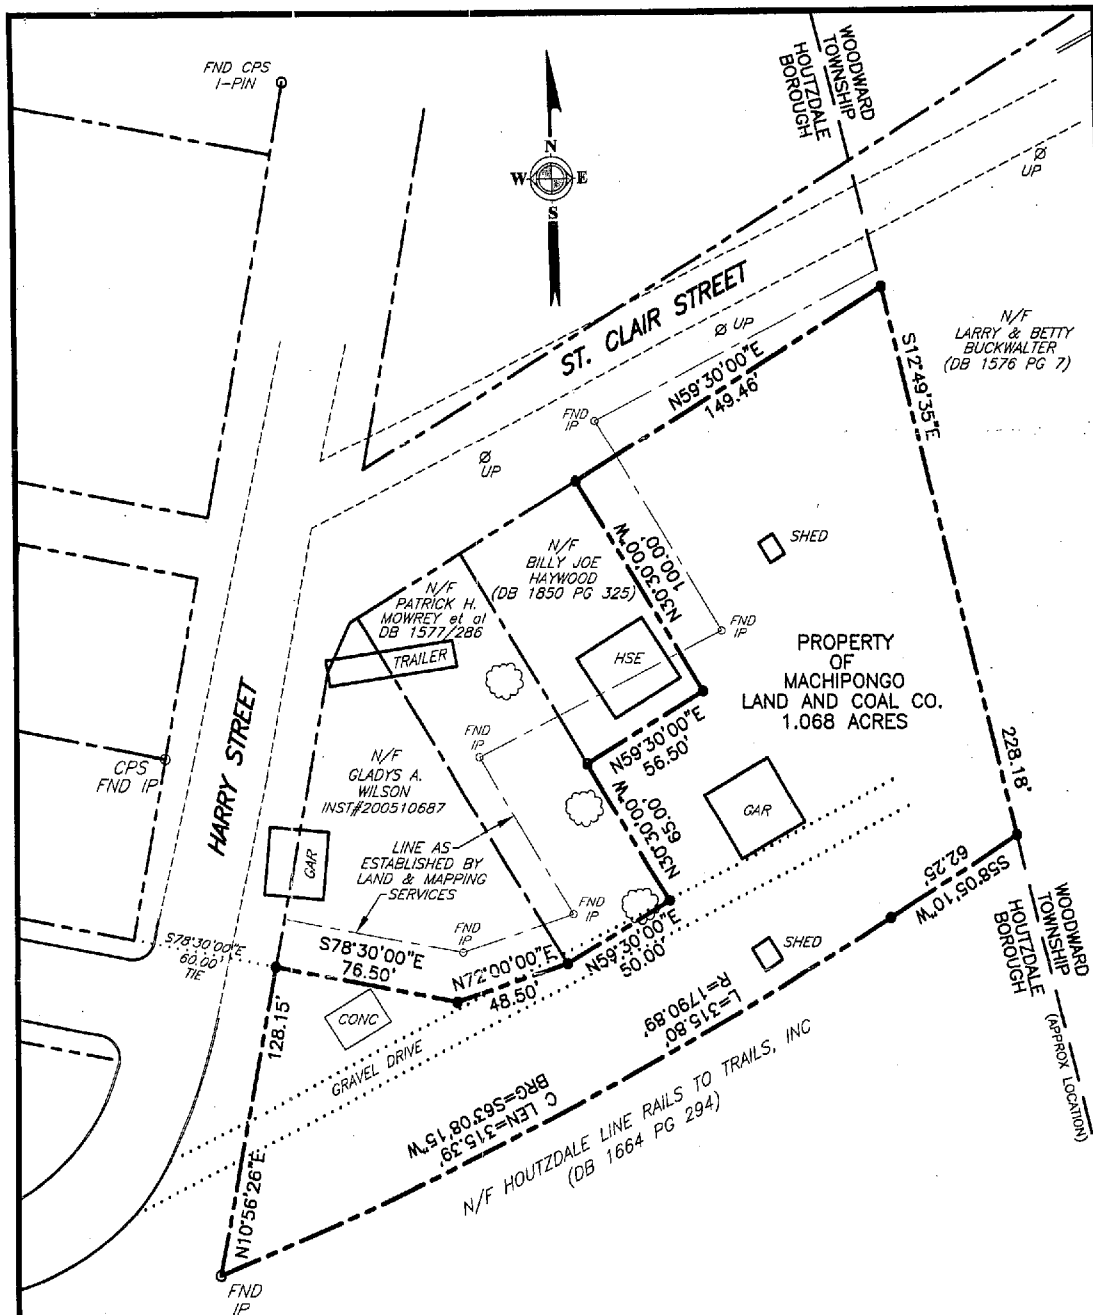 FND CPS
I-PIN
WOODWARD
TOWNSHIP
HOUTZDALE
BOROUGH
N
W
E
S
UP
ST. CLAIR STREET
UP
N/F
LARRY & BETTY
BUCKWALTER
(DB 1576 PG 7)
S12°49'35"E
N59°30'00"E
149.46'
FND
IP
UP
N30°30'00"W
100.00'
SHED
N/F
BILLY JOE
HAYWOOD
(DB 1850 PG 325)
N/F
PATRICK H.
MOWREY et al
DB 1577/286
TRAILER
HSE
FND
IP
PROPERTY
OF
MACHIPONGO
LAND AND COAL CO.
1.068 ACRES
HARRY STREET
CPS
FND IP
FND
IP
N59°30'00"E
56.50'
228.18'
N/F
GLADYS A.
WILSON
INST#200510687
N30°30'00"W
65.00'
GAR
LINE AS
ESTABLISHED BY
LAND & MAPPING
SERVICES
GAR
S58°05'10"W
62.25'
FND
IP
FND
IP
S78°30'00"E
60.00'
TIE
S78°30'00"E
76.50'
N72°00'00"E
48.50'
N59°30'00"E
50.00'
SHED
WOODWARD
TOWNSHIP
HOUTZDALE
BOROUGH
(APPROX LOCATION)
CONC
128.15'
GRAVEL DRIVE
L=315.80'
R=1790.89'
C LEN=315.39'
BRG=S63°08'15"W
N/F HOUTZDALE LINE RAILS TO TRAILS, INC
(DB 1664 PG 294)
N10°56'26"E
FND
IP